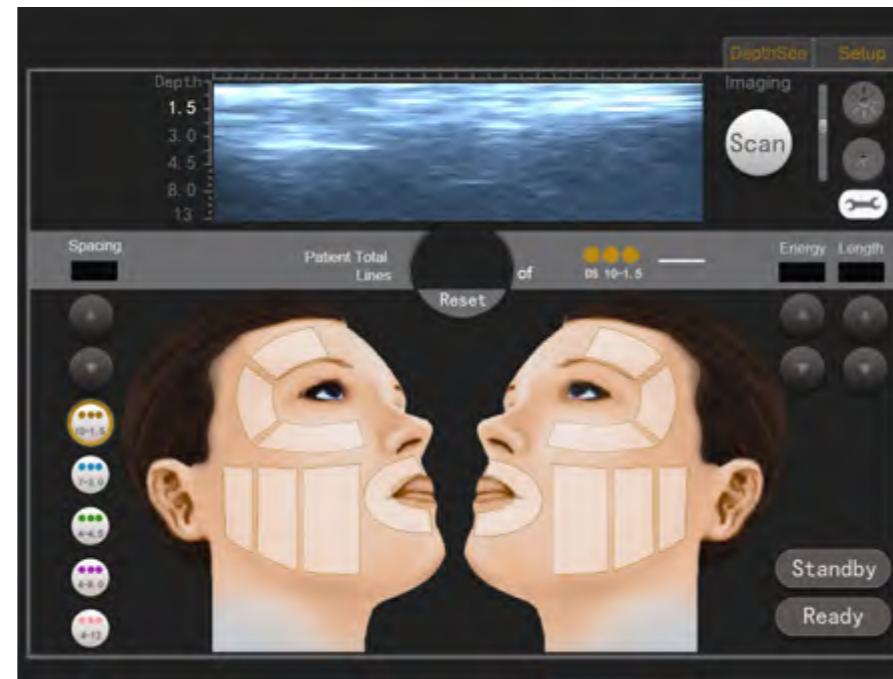 DepthSee Setup
Depth
Imaging
1.5
3.0
4.5
8.0
13
Scan
Spacing
Patient Total
Lines
of
DS 10-1.5
Energy Length
Reset
10-1.5
7-3.0
4-4.5
4-8.0
4-13
Standby
Ready